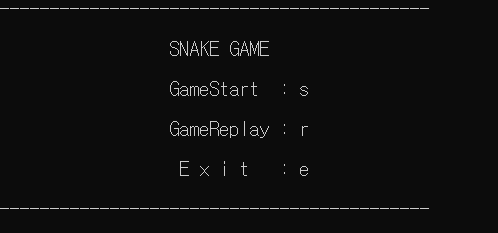 SNAKE GAME
GameStart : s
GameReplay : r
E x i t : e